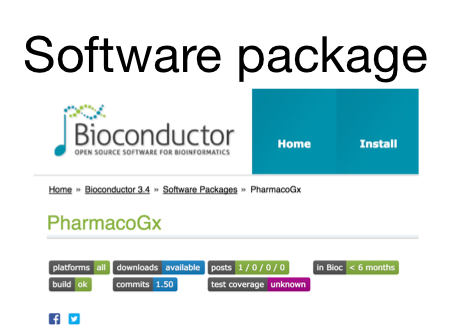 Software package
Bioconductor
OPEN SOURCE SOFTWARE FOR BIOINFORMATICS
Home Install
Home » Bioconductor 3.4 » Software Packages » PharmacoGx
PharmacoGx
platforms all downloads available posts 1 / 0 / 0 / 0 in Bioc < 6 months
build ok commits 1.50 test coverage unknown